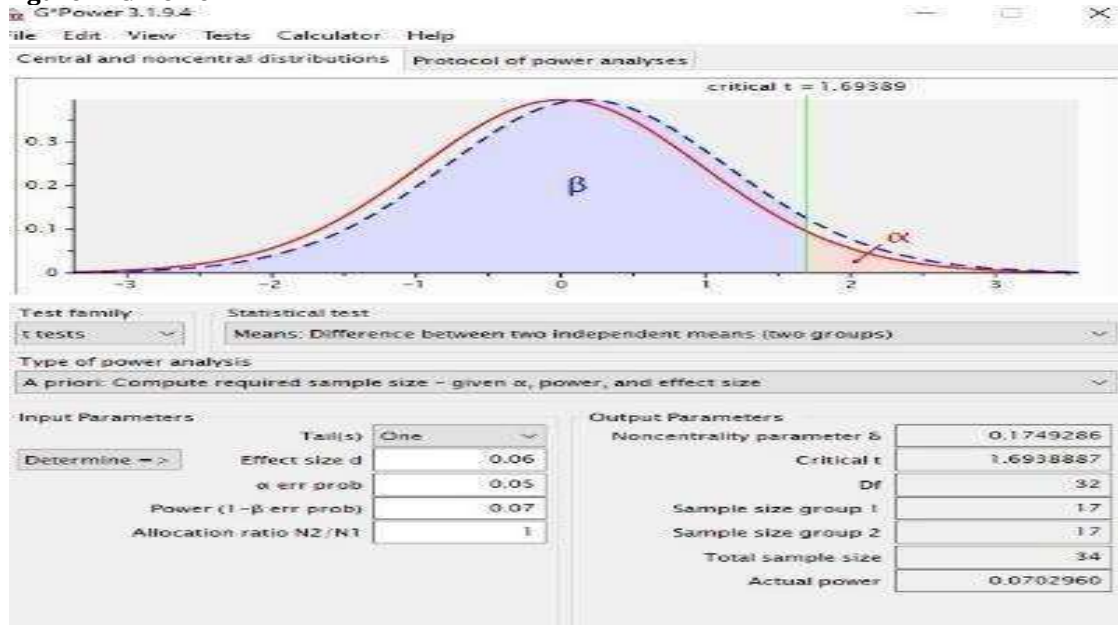 G*Power 3.1.9.4
File Edit View Tests Calculator Help
Central and noncentral distributions Protocol of power analyses
critical t = 1.69389
0.3
0.2
0.1
0
β
α
-3 -2 -1 0 1 2 3
Test family Statistical test
t tests Means: Difference between two independent means (two groups)
Type of power analysis
A priori: Compute required sample size - given α, power, and effect size
Input Parameters Output Parameters
Tail(s) One Noncentrality parameter δ 0.1749286
Determine => Effect size d 0.06 Critical t 1.6938887
α err prob 0.05 Df 32
Power (1-β err prob) 0.07 Sample size group 1 17
Allocation ratio N2/N1 1 Sample size group 2 17
Total sample size 34
Actual power 0.0702960